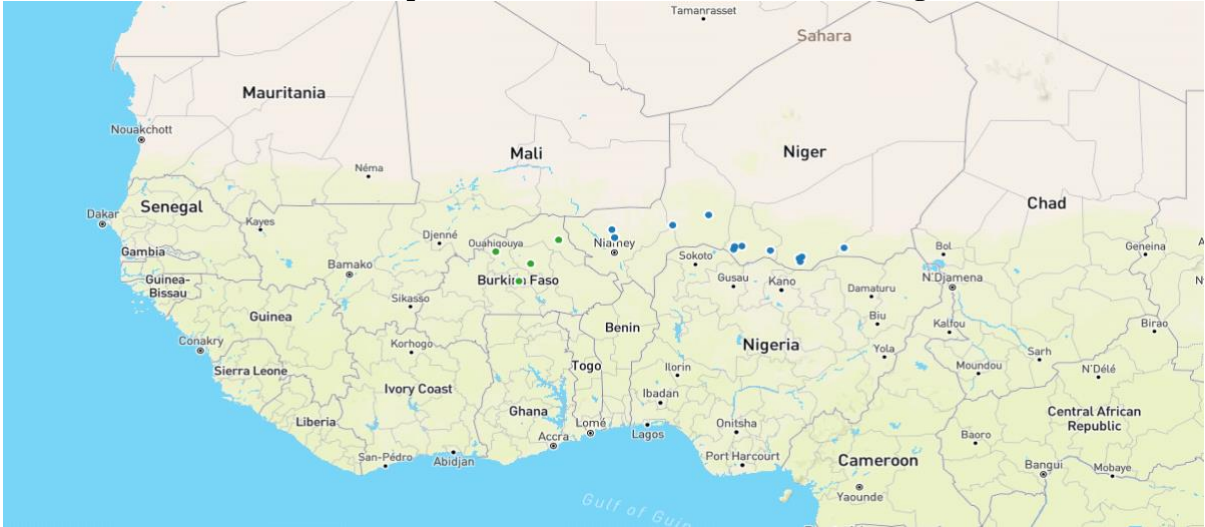 Tamanrasset
Sahara
Mauritania
Nouakchott
Mali
Niger
Néma
Chad
Dakar
Senegal
Kayes
Djenné
Ouahigouya
Niamey
Sokoto
Bol
Geneina
Gambia
Bamako
Burkina Faso
Gusau
Kano
N'Djamena
Guinea-
Bissau
Sikasso
Damaturu
Guinea
Benin
Biu
Kalfou
Birao
Conakry
Korhogo
Nigeria
Yola
Sierra Leone
Togo
Ilorin
Moundou
Sarh
N'Délé
Ivory Coast
Ghana
Ibadan
Central African
Republic
Liberia
Accra
Lomé
Lagos
Onitsha
Baoro
San-Pédro
Abidjan
Port Harcourt
Cameroon
Bangui
Mobaye
Yaounde
Gulf of Gui